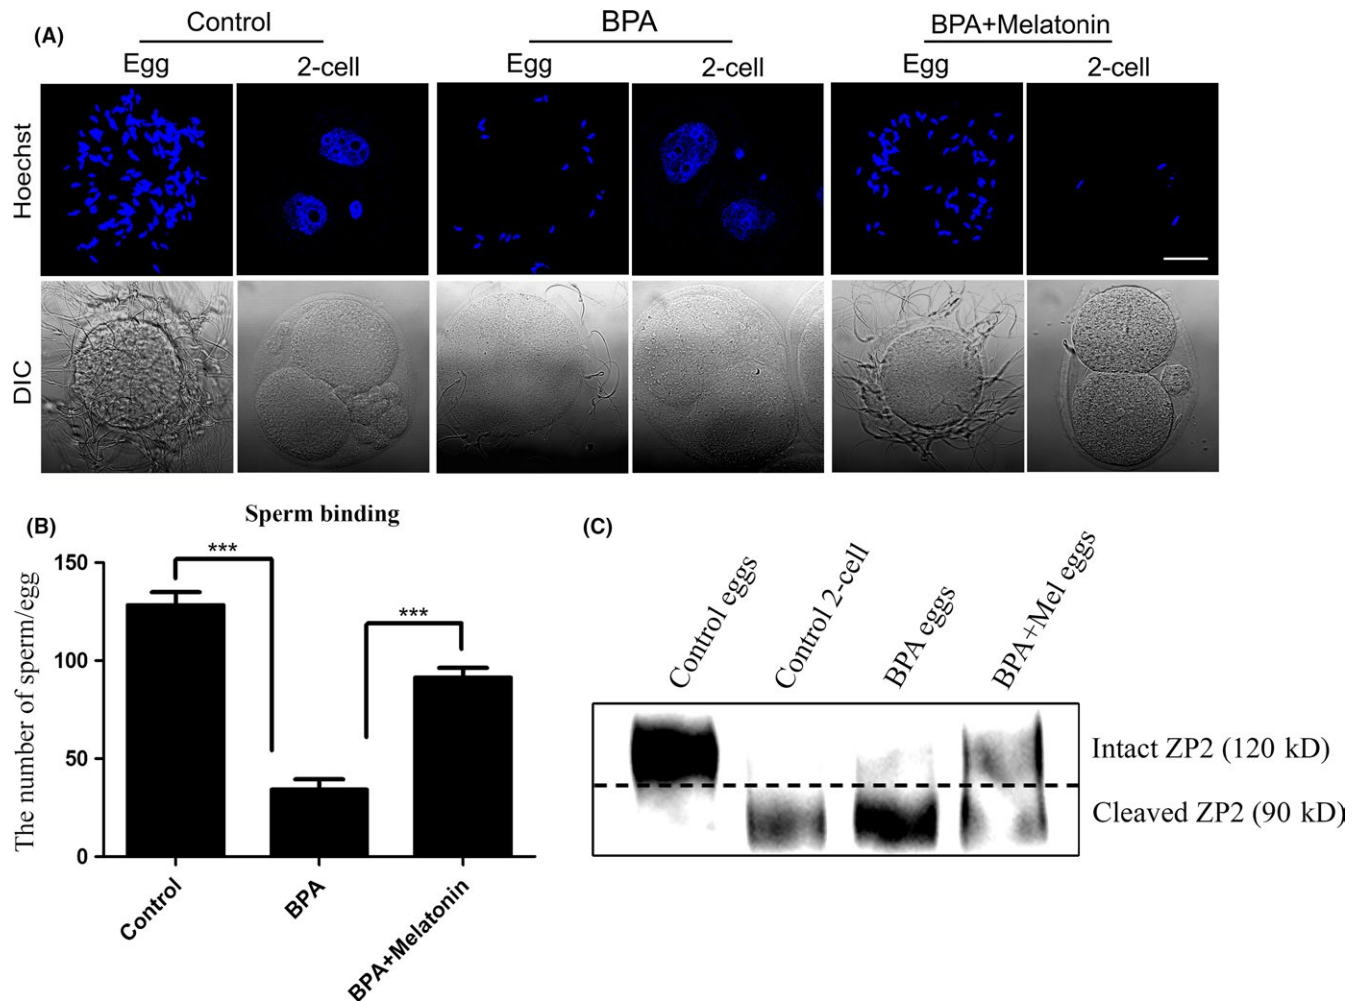 (A)
Control BPA BPA+Melatonin
Egg 2-cell Egg 2-cell Egg 2-cell
Hoechst
DIC
(B)
Sperm binding
The number of sperm/egg
150
100
50
0
***
***
Control
BPA
BPA+Melatonin
(C)
Control eggs
Control 2-cell
BPA eggs
BPA+Mel eggs
Intact ZP2 (120 kD)
Cleaved ZP2 (90 kD)